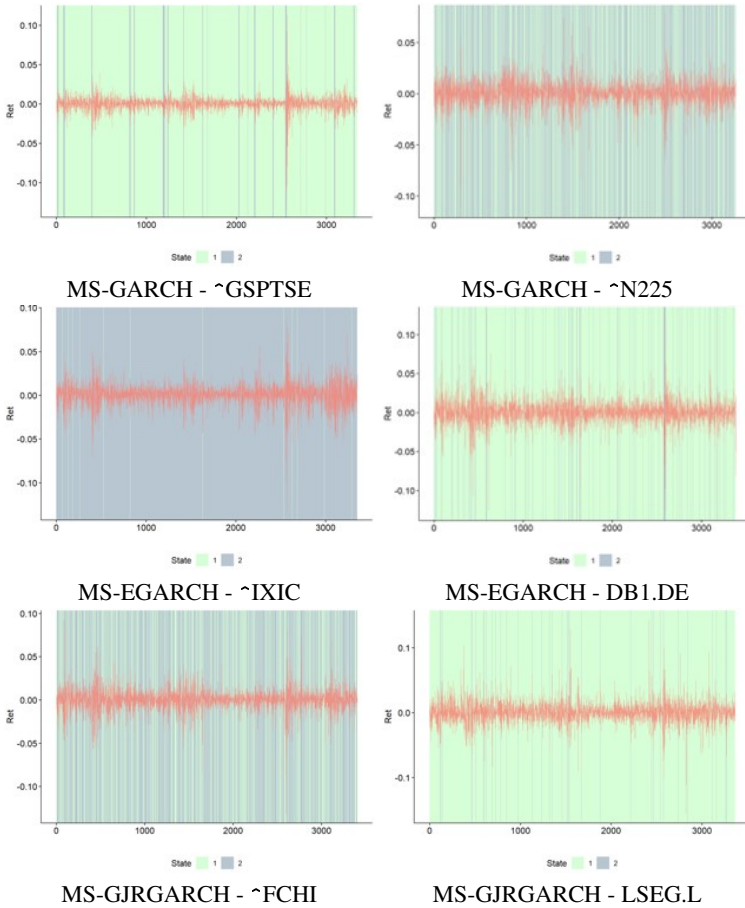 0.10
0.05
0.00
-0.05
-0.10
Ret
0 1000 2000 3000
State 1 2
MS-GARCH - ^GSPTSE
0.05
0.00
-0.05
-0.10
Ret
0 1000 2000 3000
State 1 2
MS-GARCH - ^N225
0.10
0.05
0.00
-0.05
-0.10
Ret
0 1000 2000 3000
State 1 2
MS-EGARCH - ^IXIC
0.10
0.05
0.00
-0.05
-0.10
Ret
0 1000 2000 3000
State 1 2
MS-EGARCH - DB1.DE
0.10
0.05
0.00
-0.05
-0.10
Ret
0 1000 2000 3000
State 1 2
MS-GJRGARCH - ^FCHI
0.1
0.0
-0.1
Ret
0 1000 2000 3000
State 1 2
MS-GJRGARCH - LSEG.L